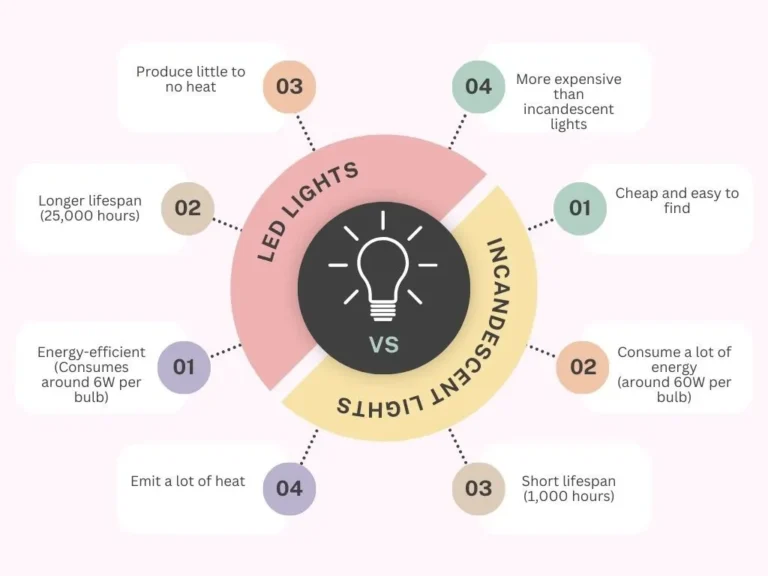 03
Produce little to
no heat
04
More expensive
than
incandescent
lights
02
Longer lifespan
(25,000 hours)
01
Cheap and easy to
find
LED LIGHTS
VS
INCANDESCENT LIGHTS
01
Energy-efficient
(Consumes
around 6W per
bulb)
02
Consume a lot of
energy
(around 60W per
bulb)
04
Emit a lot of heat
03
Short lifespan
(1,000 hours)